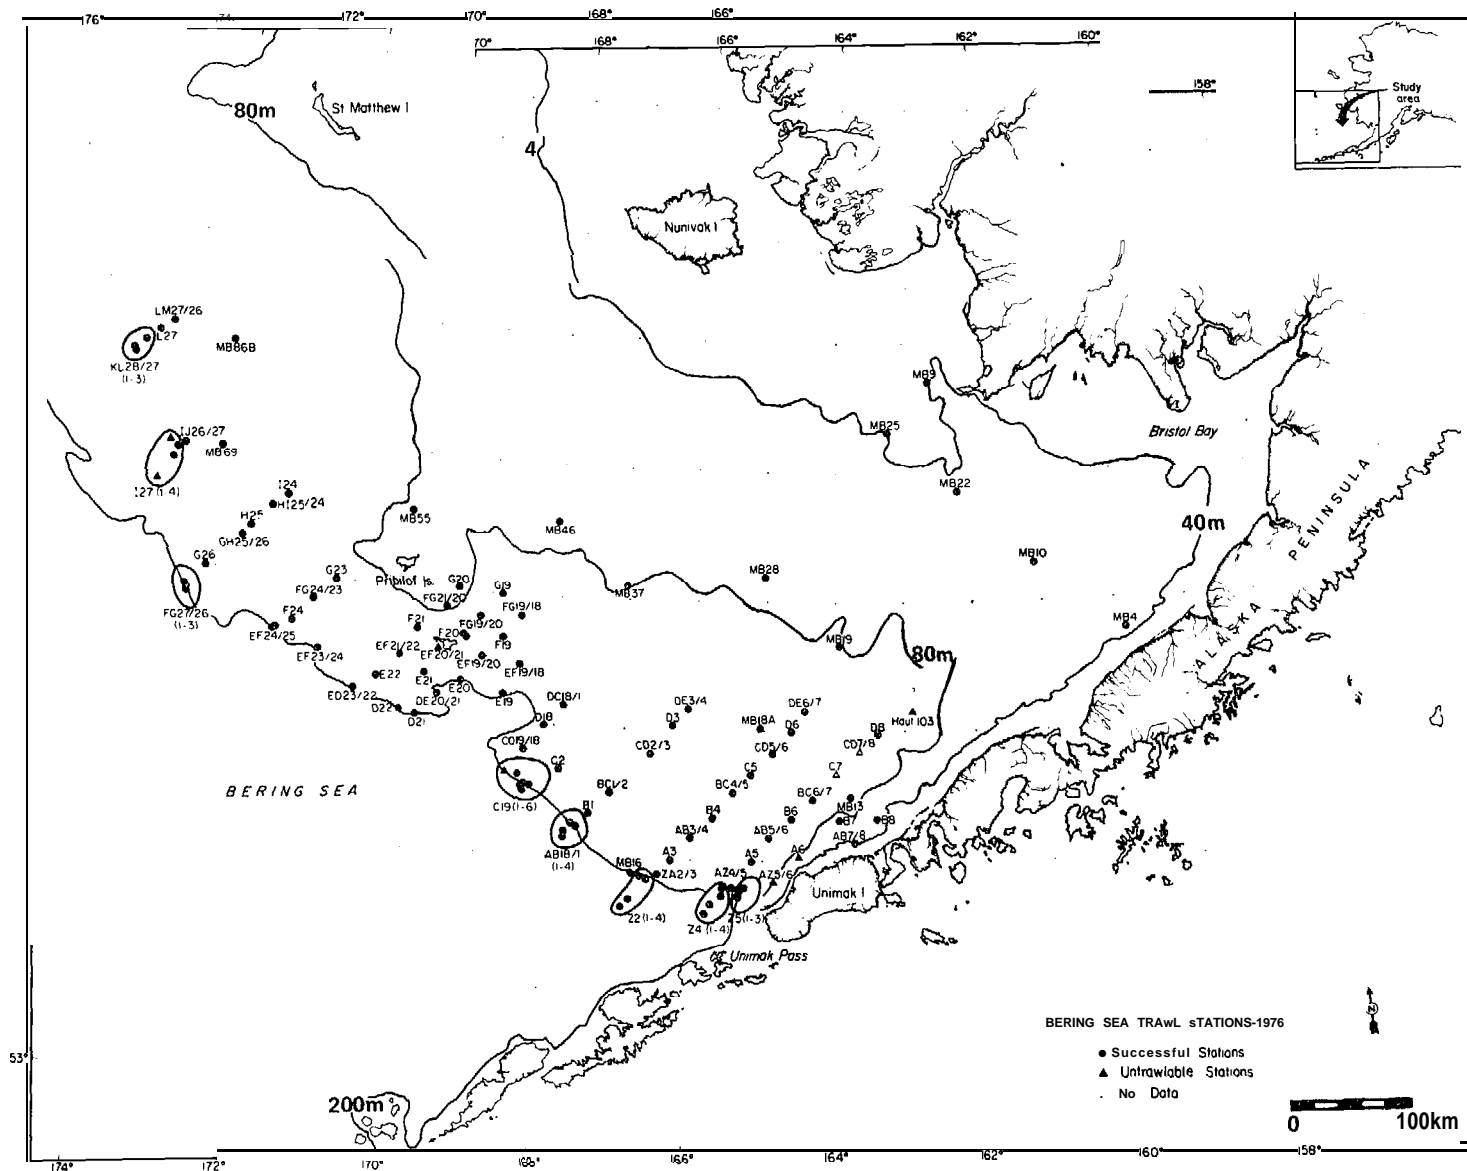 176°
174°
172°
170°
168°
166°
70°
168°
166°
164°
162°
160°
158°
Study
area
80m
St Matthew I
4
Nunivak I
LM27/26
L27
MB86B
KL28/27
(1-3)
MB9
IJ26/27
MB69
MB25
Bristol Bay
I27 (1-4)
I24
HI25/24
MB22
H25
MB55
MB46
40m
GH25/26
G26
PENINSULA
ALASKA
MB10
G23
Pribilof Is.
G20
G19
MB28
FG24/23
FG21/20
MB37
FG19/18
FG27/26
(1-3)
F24
F21
FG19/20
MB4
EF24/25
F20
F19
MB19
EF21/22
EF20/21
80m
EF23/24
EF19/20
EF19/18
E22
E21
E20
ED23/22
DE20/21
E19
DC18/1
DE3/4
DE6/7
D22
D21
D18
D3
MB18A
D6
Haul 103
D8
CD19/18
CD2/3
CD5/6
CD7/8
C2
C5
C7
BERING SEA
C19(1-6)
BC1/2
BC4/5
BC6/7
MB13
B1
B4
B6
B7
B8
AB18/1
(1-4)
AB3/4
AB5/6
AB7/8
A3
A5
A6
MB16
ZA2/3
AZ4/5
AZ5/6
Unimak I
Z2(1-4)
Z4 (1-4)
Z5(1-3)
Unimak Pass
BERING SEA TRAwL sTATIONS-1976
Successful Stations
Untrawlable Stations
. No Data
53°
200m
0 100km
174°
172°
170°
168°
166°
164°
162°
160°
158°